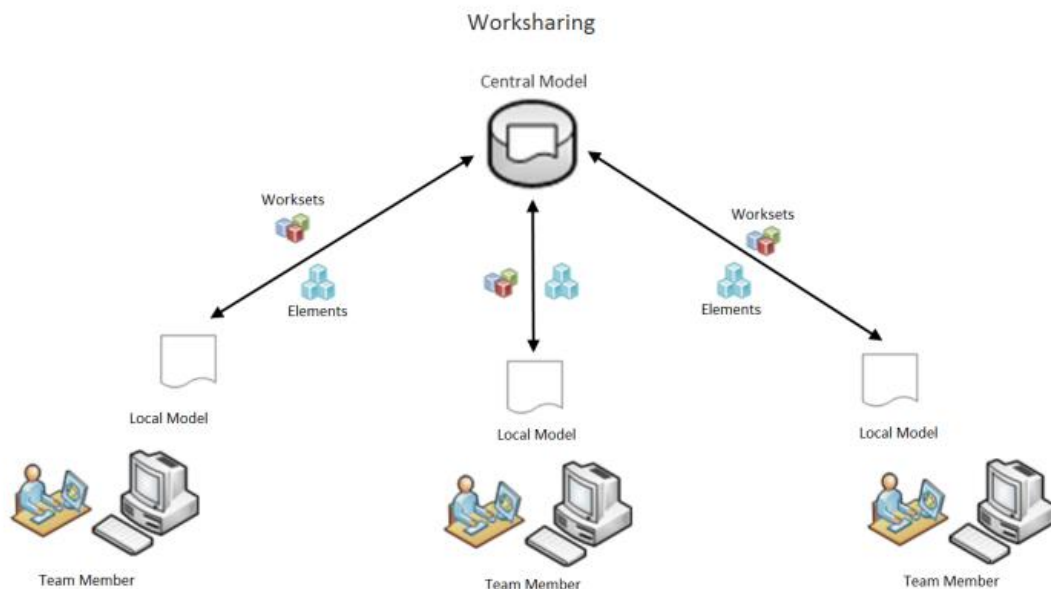 Worksharing
Central Model
Worksets
Worksets
Elements
Elements
Local Model
Local Model
Local Model
Team Member
Team Member
Team Member